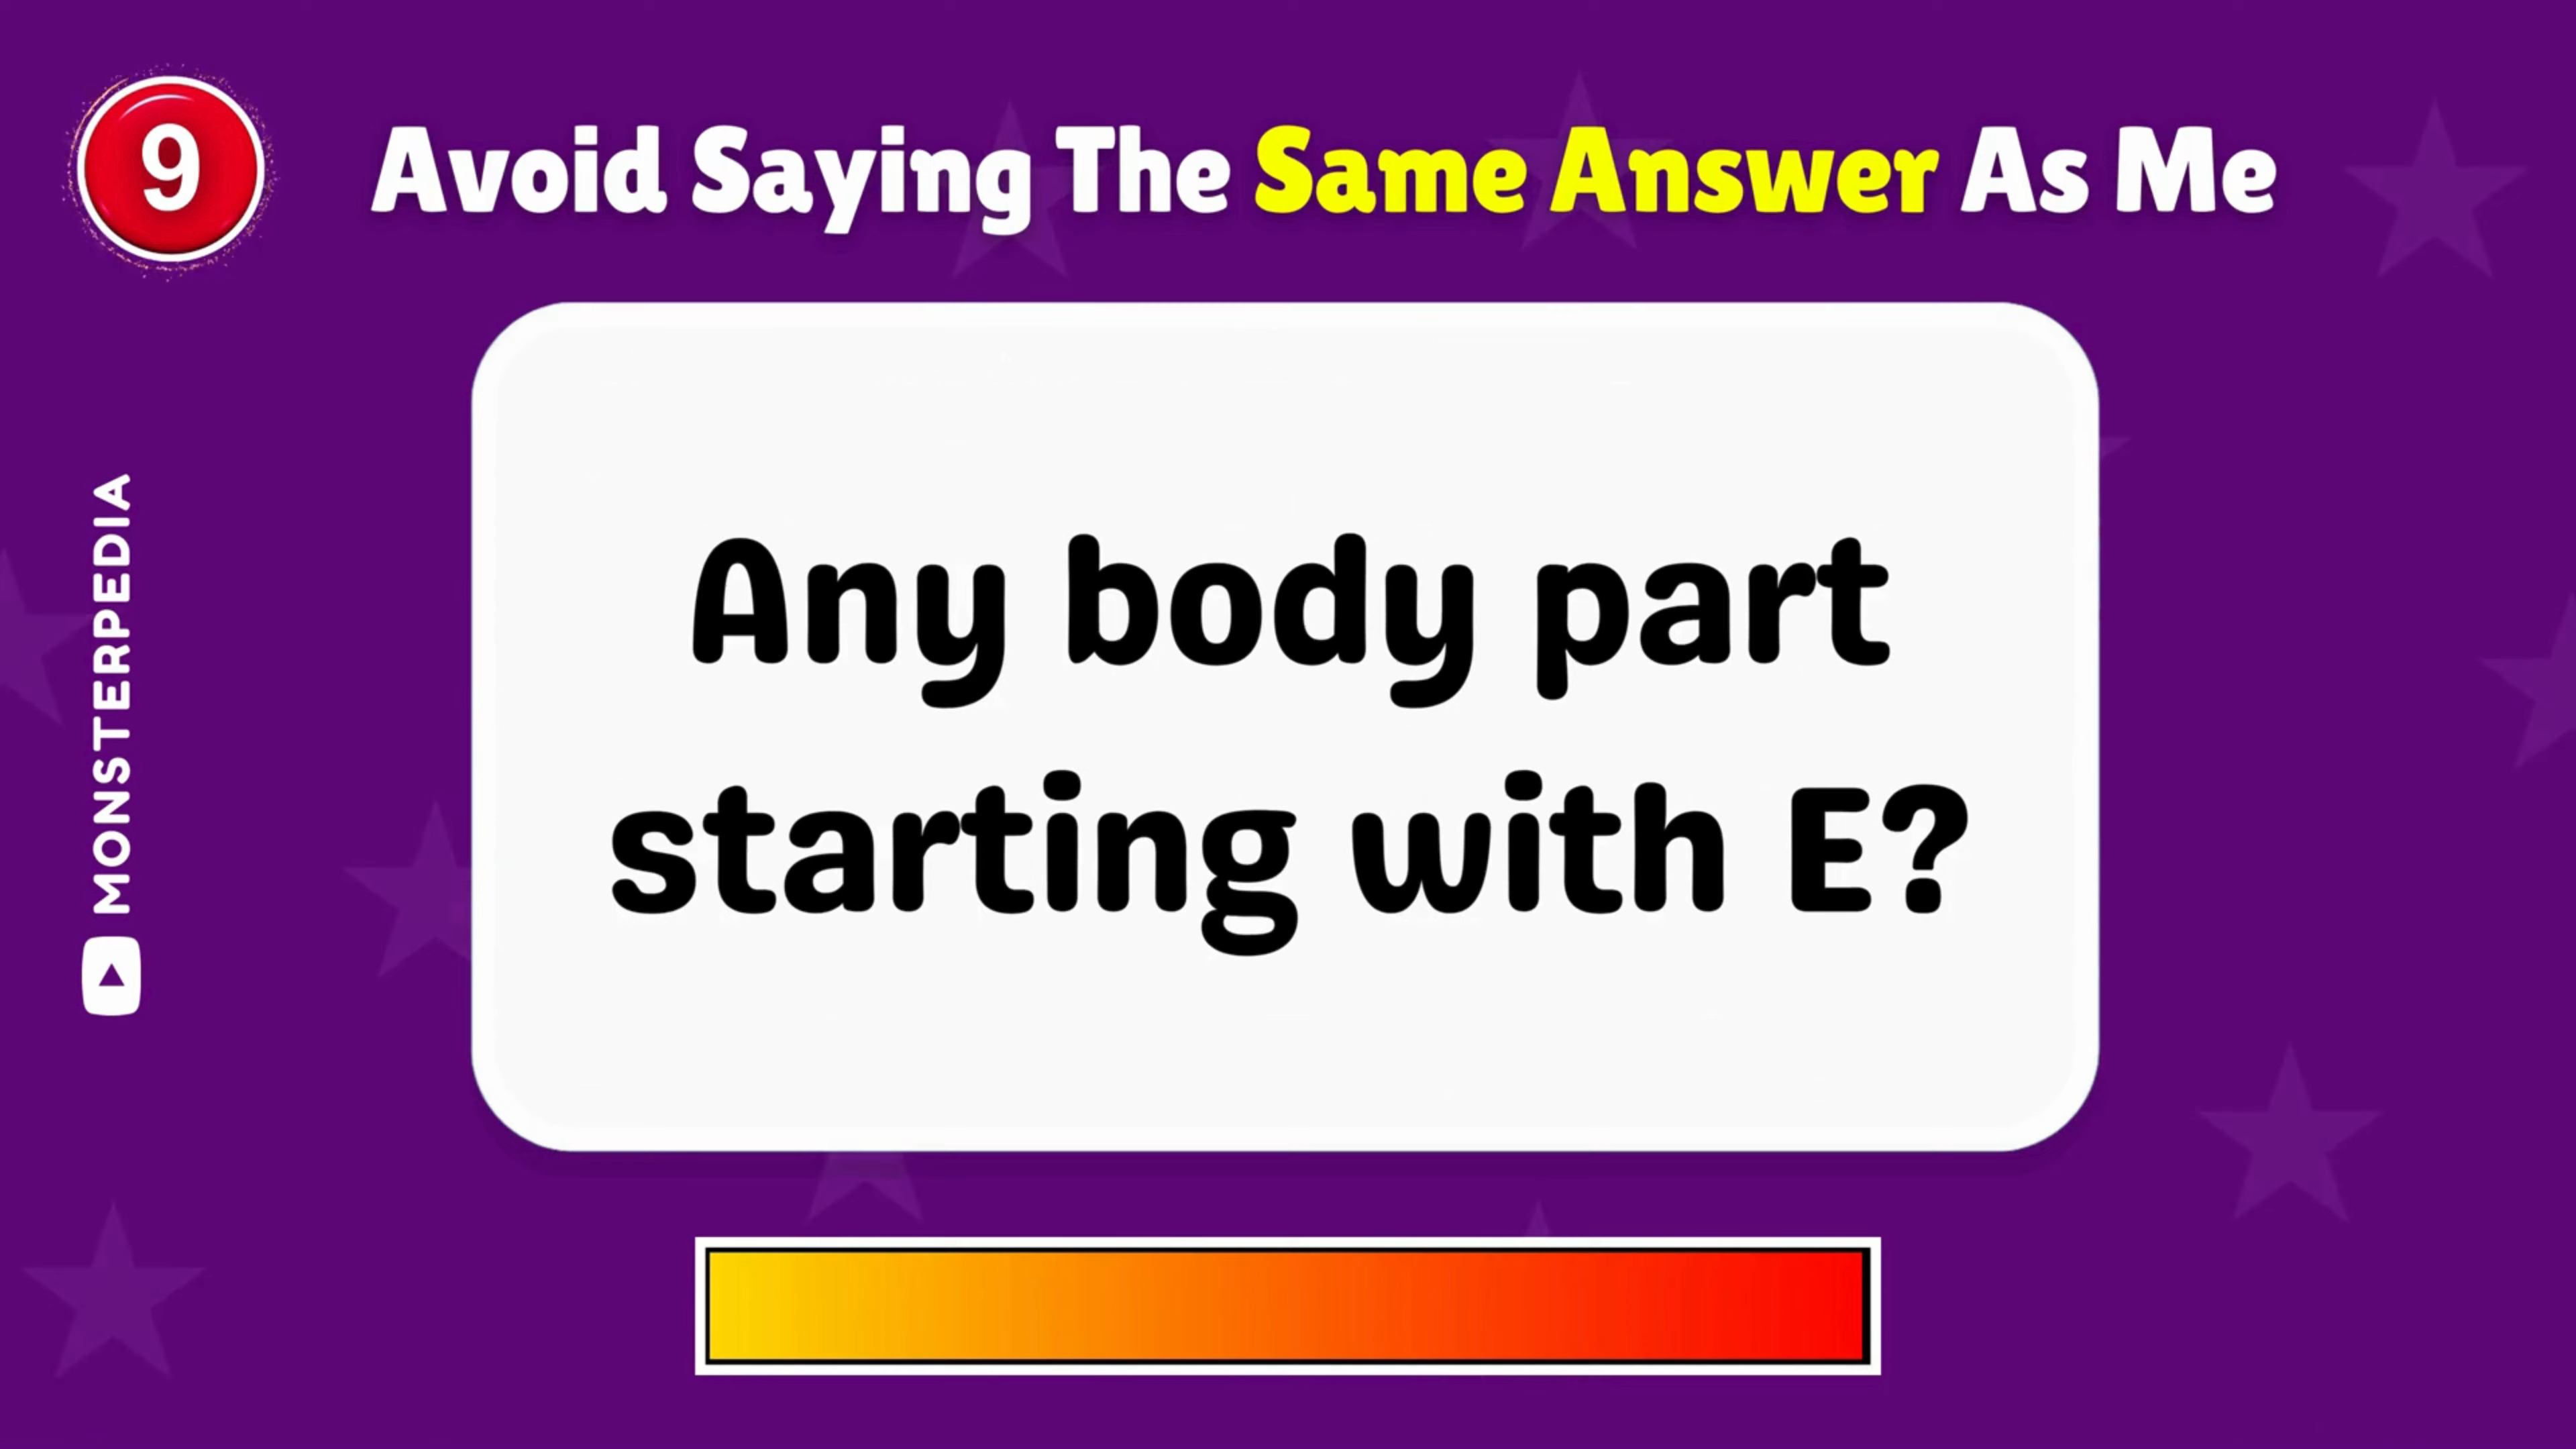 9
Avoid Saying The Same Answer As Me
Any body part
starting with E?
MONSTERPEDIA